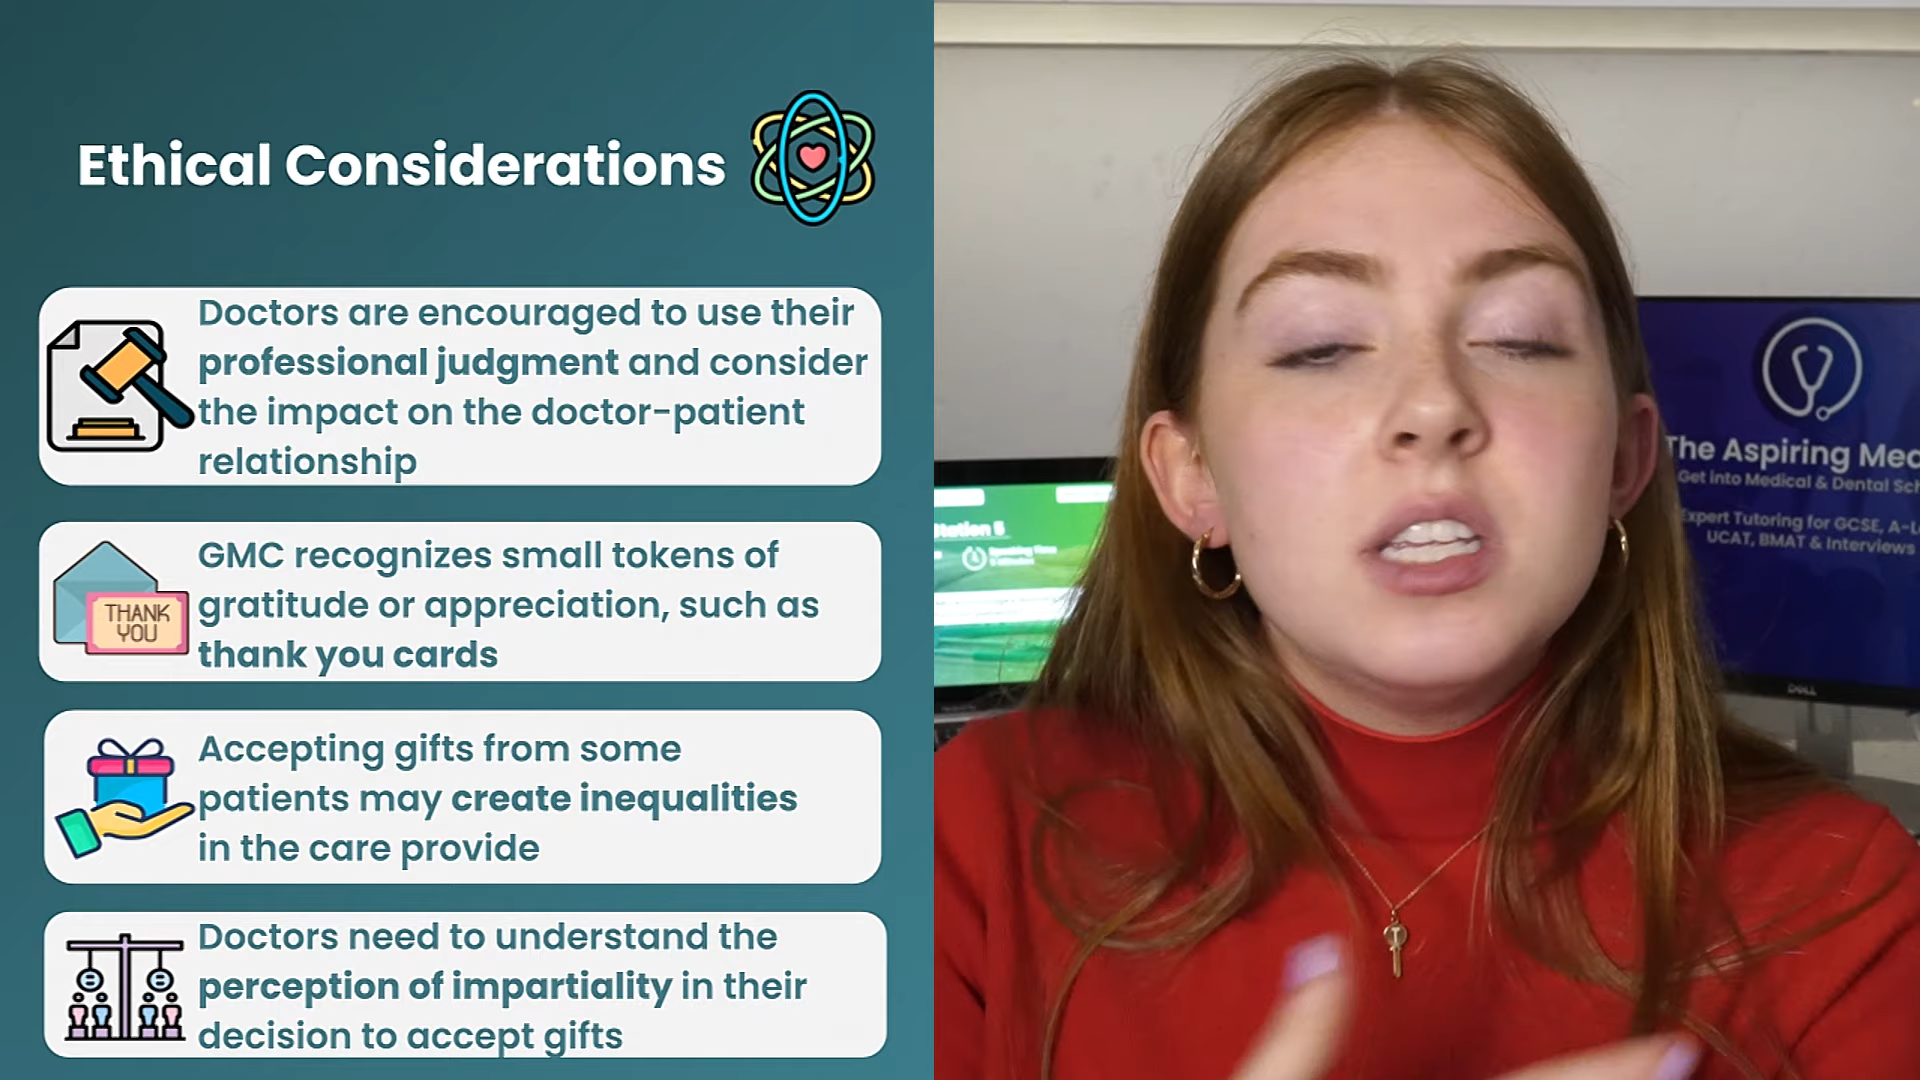 Ethical Considerations
Doctors are encouraged to use their
professional judgment and consider
the impact on the doctor-patient
relationship
GMC recognizes small tokens of
gratitude or appreciation, such as
thank you cards
THANK
YOU
Accepting gifts from some
patients may create inequalities
in the care provide
Doctors need to understand the
perception of impartiality in their
decision to accept gifts
Station 5
The Aspiring Med
Get into Medical & Dental Sch
Expert Tutoring for GCSE, A-L
UCAT, BMAT & Interviews
DELL